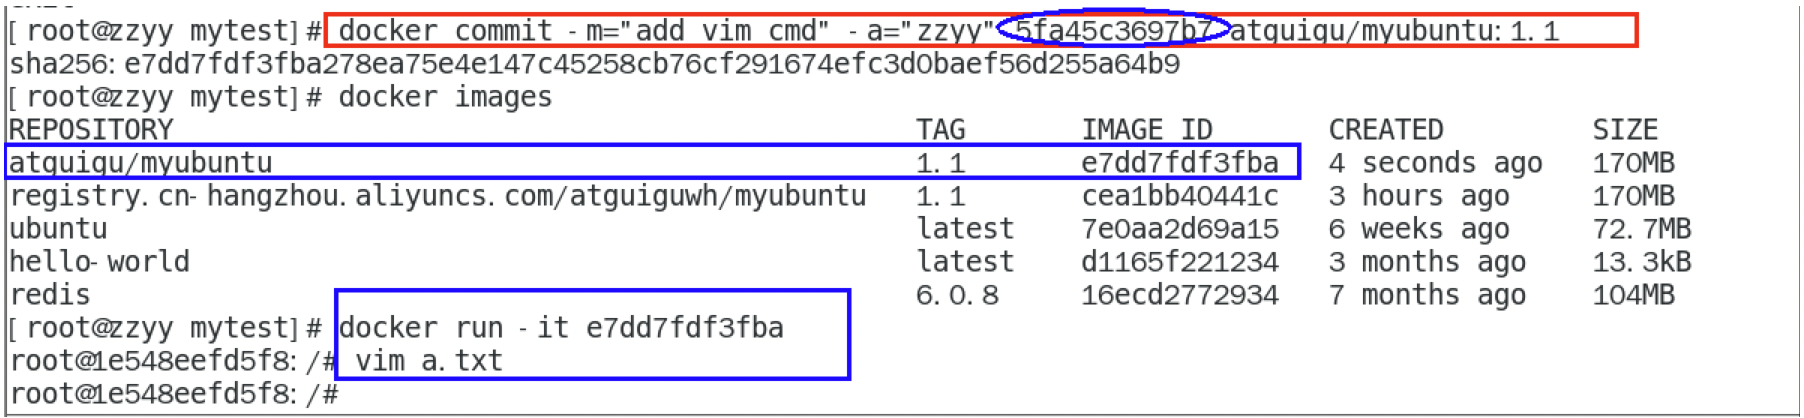 [root@zzyy mytest]# docker commit -m="add vim cmd" -a="zzyy" 5fa45c3697b7 atguigu/myubuntu:1.1
sha256:e7dd7fdf3fba278ea75e4e147c45258cb76cf291674efc3d0baef56d255a64b9
[root@zzyy mytest]# docker images
REPOSITORY TAG IMAGE ID CREATED SIZE
atguigu/myubuntu 1.1 e7dd7fdf3fba 4 seconds ago 170MB
registry.cn-hangzhou.aliyuncs.com/atguiguwh/myubuntu 1.1 cea1bb40441c 3 hours ago 170MB
ubuntu latest 7e0aa2d69a15 6 weeks ago 72.7MB
hello-world latest d1165f221234 3 months ago 13.3kB
redis 6.0.8 16ecd2772934 7 months ago 104MB
[root@zzyy mytest]# docker run -it e7dd7fdf3fba
root@1e548eefd5f8:/# vim a.txt
root@1e548eefd5f8:/#